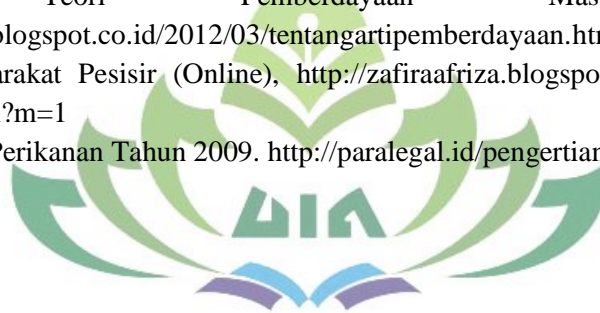 Teori Pemberdayaan Mas
blogspot.co.id/2012/03/tentangartipemberdayaan.htm
arakat Pesisir (Online), http://zafiraafriza.blogspo
?m=1
Perikanan Tahun 2009. http://paralegal.id/pengertian
UIN